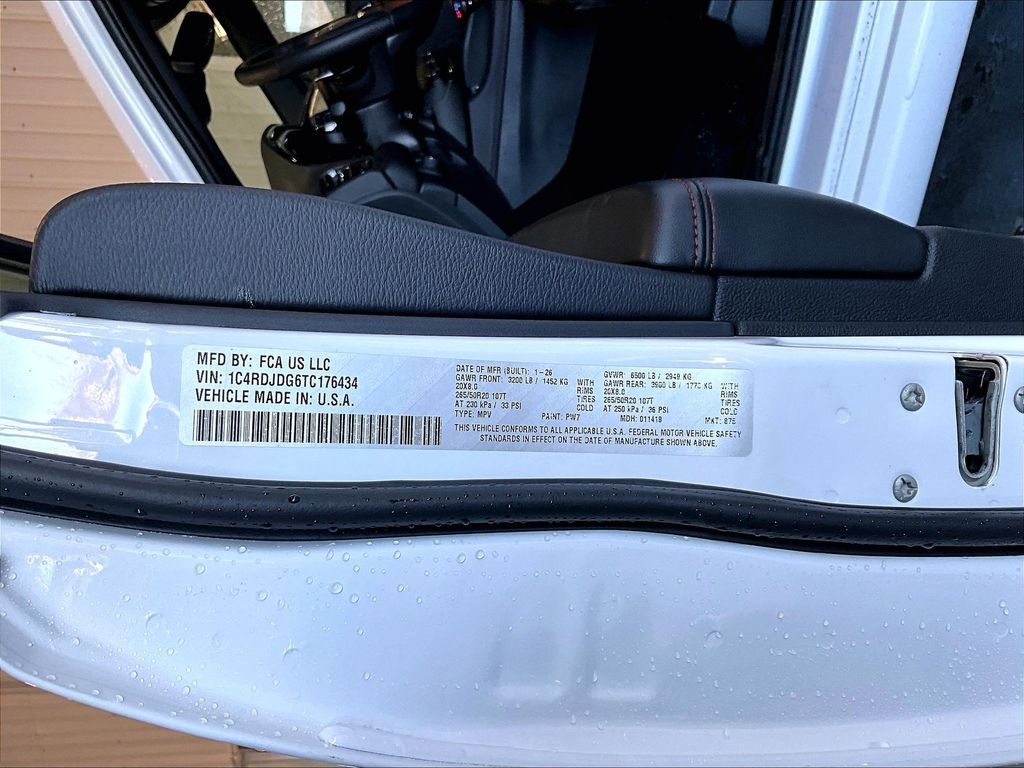 MFD BY: FCA US LLC
VIN: 1C4RDJDG6TC176434
VEHICLE MADE IN: U.S.A.
DATE OF MFR (BUILT): 1-26
GAWR FRONT: 3200 LB / 1452 KG WITH
20X8.0 RIMS
265/50R20 107T TIRES
AT 230 kPa / 33 PSI COLD
TYPE: MPV PAINT: PW7
GVWR: 6500 LB / 2949 KG
GAWR REAR: 3900 LB / 1770 KG WITH
20X8.0 RIMS
265/50R20 107T TIRES
AT 250 kPa / 36 PSI COLD
MDH: 011418 MKT: 876
THIS VEHICLE CONFORMS TO ALL APPLICABLE U.S.A. FEDERAL MOTOR VEHICLE SAFETY
STANDARDS IN EFFECT ON THE DATE OF MANUFACTURE SHOWN ABOVE.